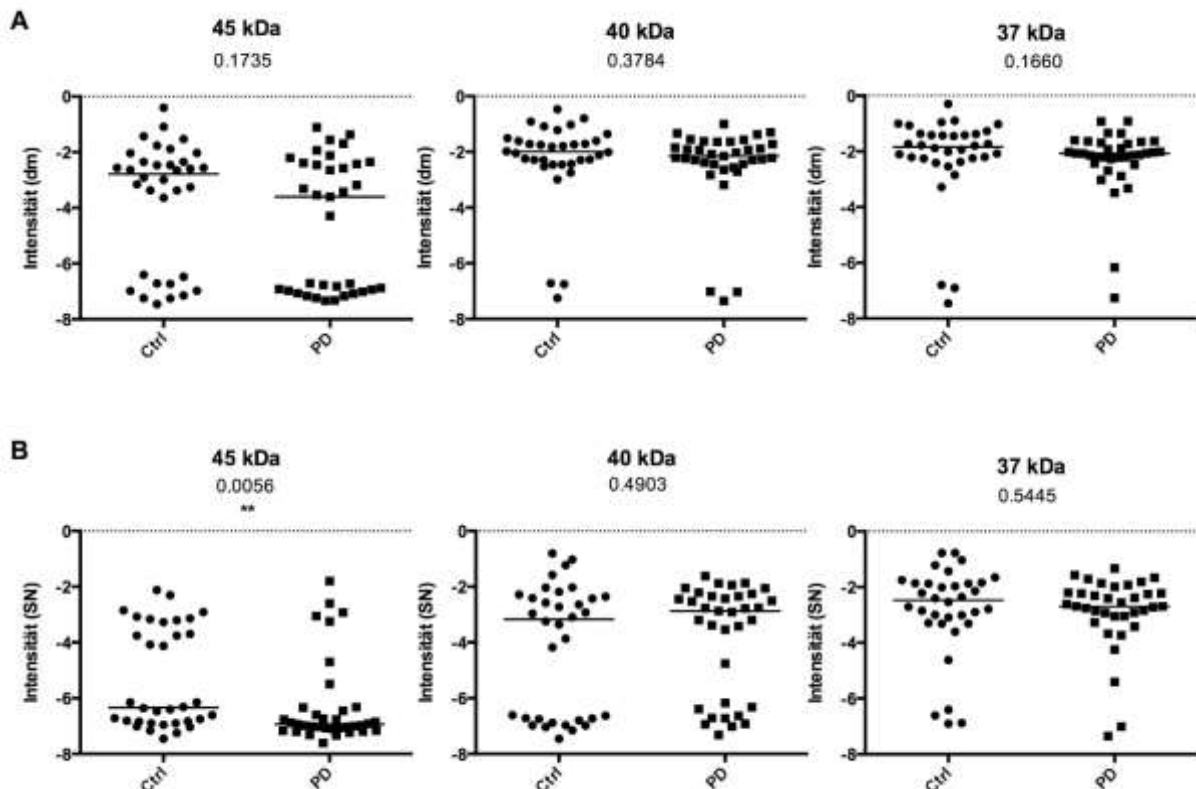 A
45 kDa
0.1735
40 kDa
0.3784
37 kDa
0.1660
Intensität (dm)
0
-2
-4
-6
-8
Ctrl
PD
Intensität (dm)
0
-2
-4
-6
-8
Ctrl
PD
Intensität (dm)
0
-2
-4
-6
-8
Ctrl
PD
B
45 kDa
0.0056
**
40 kDa
0.4903
37 kDa
0.5445
Intensität (SN)
0
-2
-4
-6
-8
Ctrl
PD
Intensität (SN)
0
-2
-4
-6
-8
Ctrl
PD
Intensität (SN)
0
-2
-4
-6
-8
Ctrl
PD